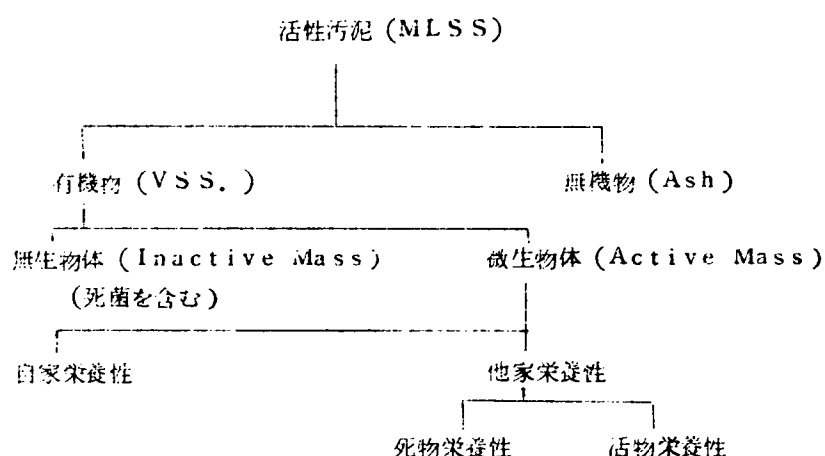 活性汚泥 (MLSS)
有機物 (VSS.)
無機物 (Ash)
無生物体 (Inactive Mass)
(死菌を含む)
微生物体 (Active Mass)
自家栄養性
他家栄養性
死物栄養性
活物栄養性